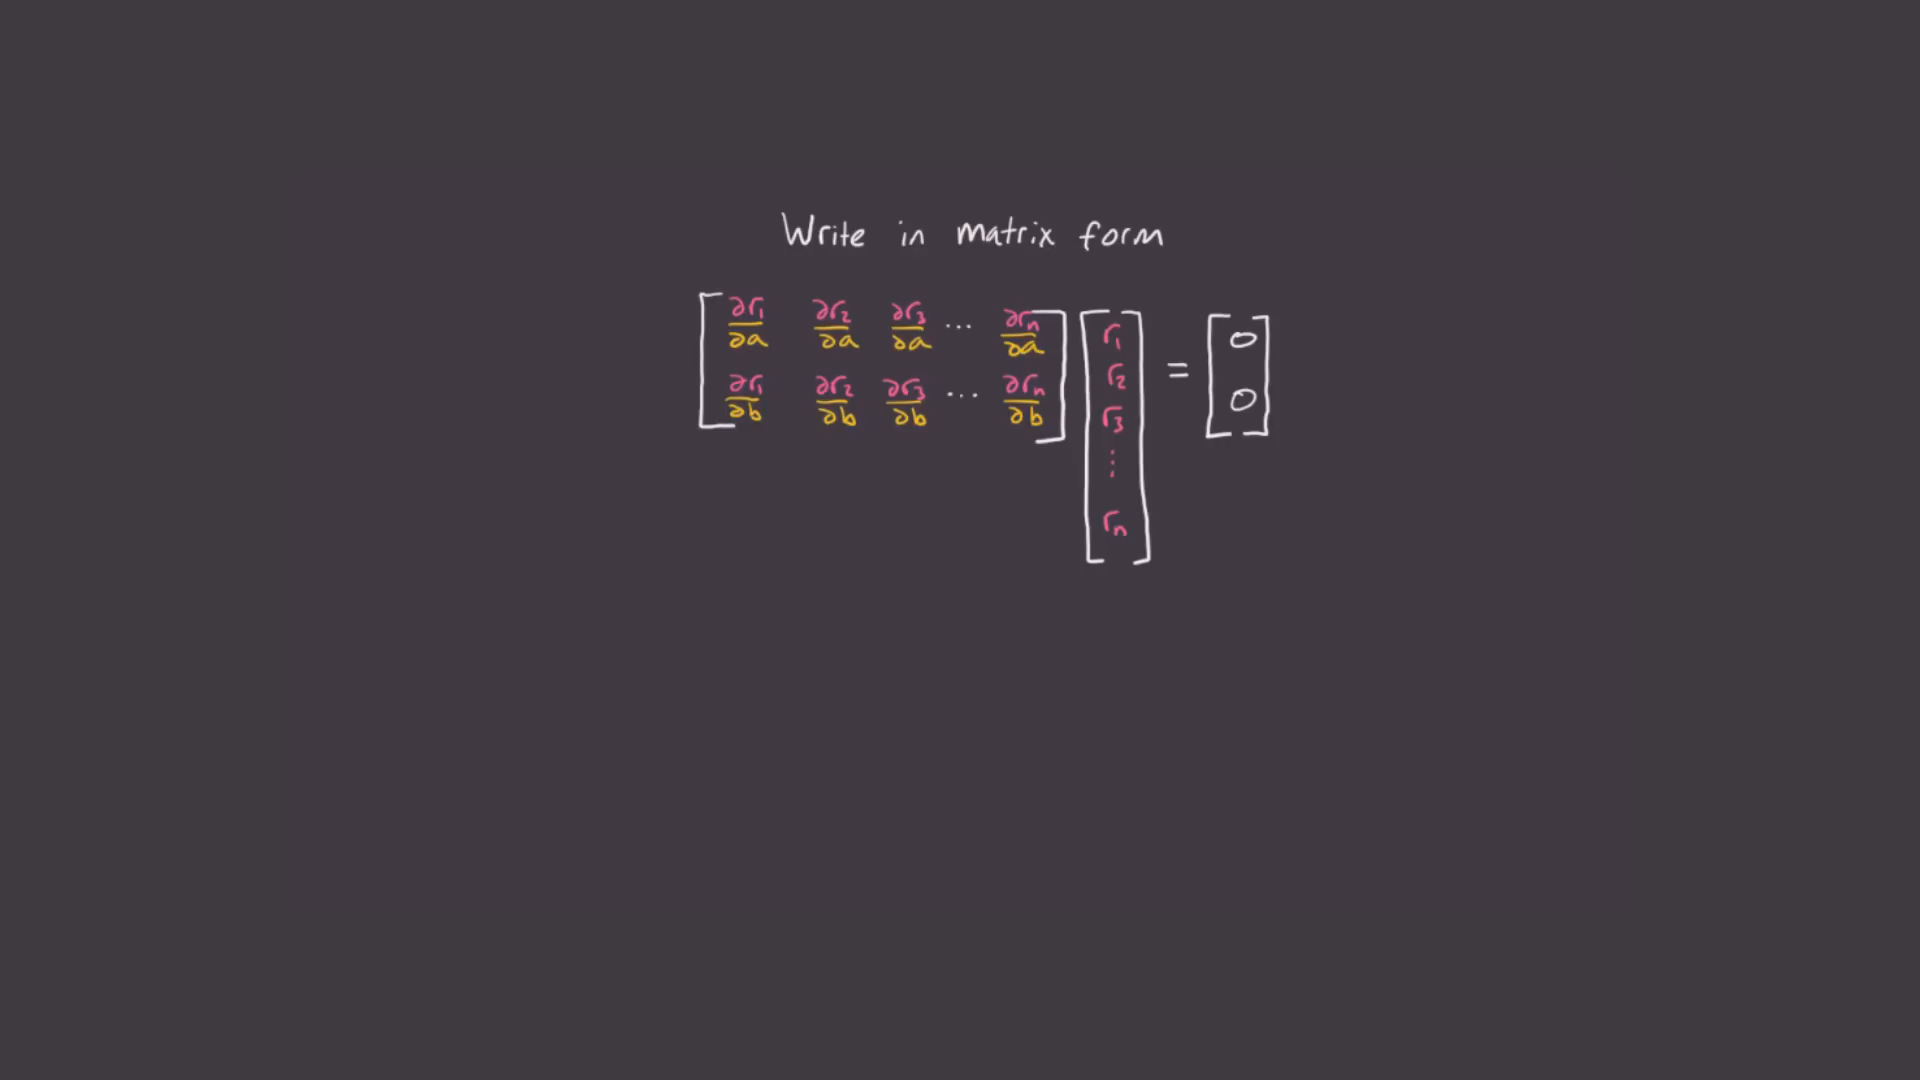 Write in matrix form
[∂r₁/∂a ∂r₂/∂a ∂r₃/∂a ... ∂rₙ/∂a] [r₁] = [0]
[∂r₁/∂b ∂r₂/∂b ∂r₃/∂b ... ∂rₙ/∂b] [r₂] [0]
[r₃]
⋮
[rₙ]